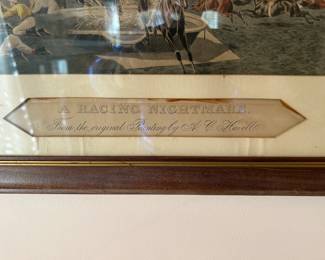 A RACING NIGHTMARE.
From the original Painting by A. C. Havell